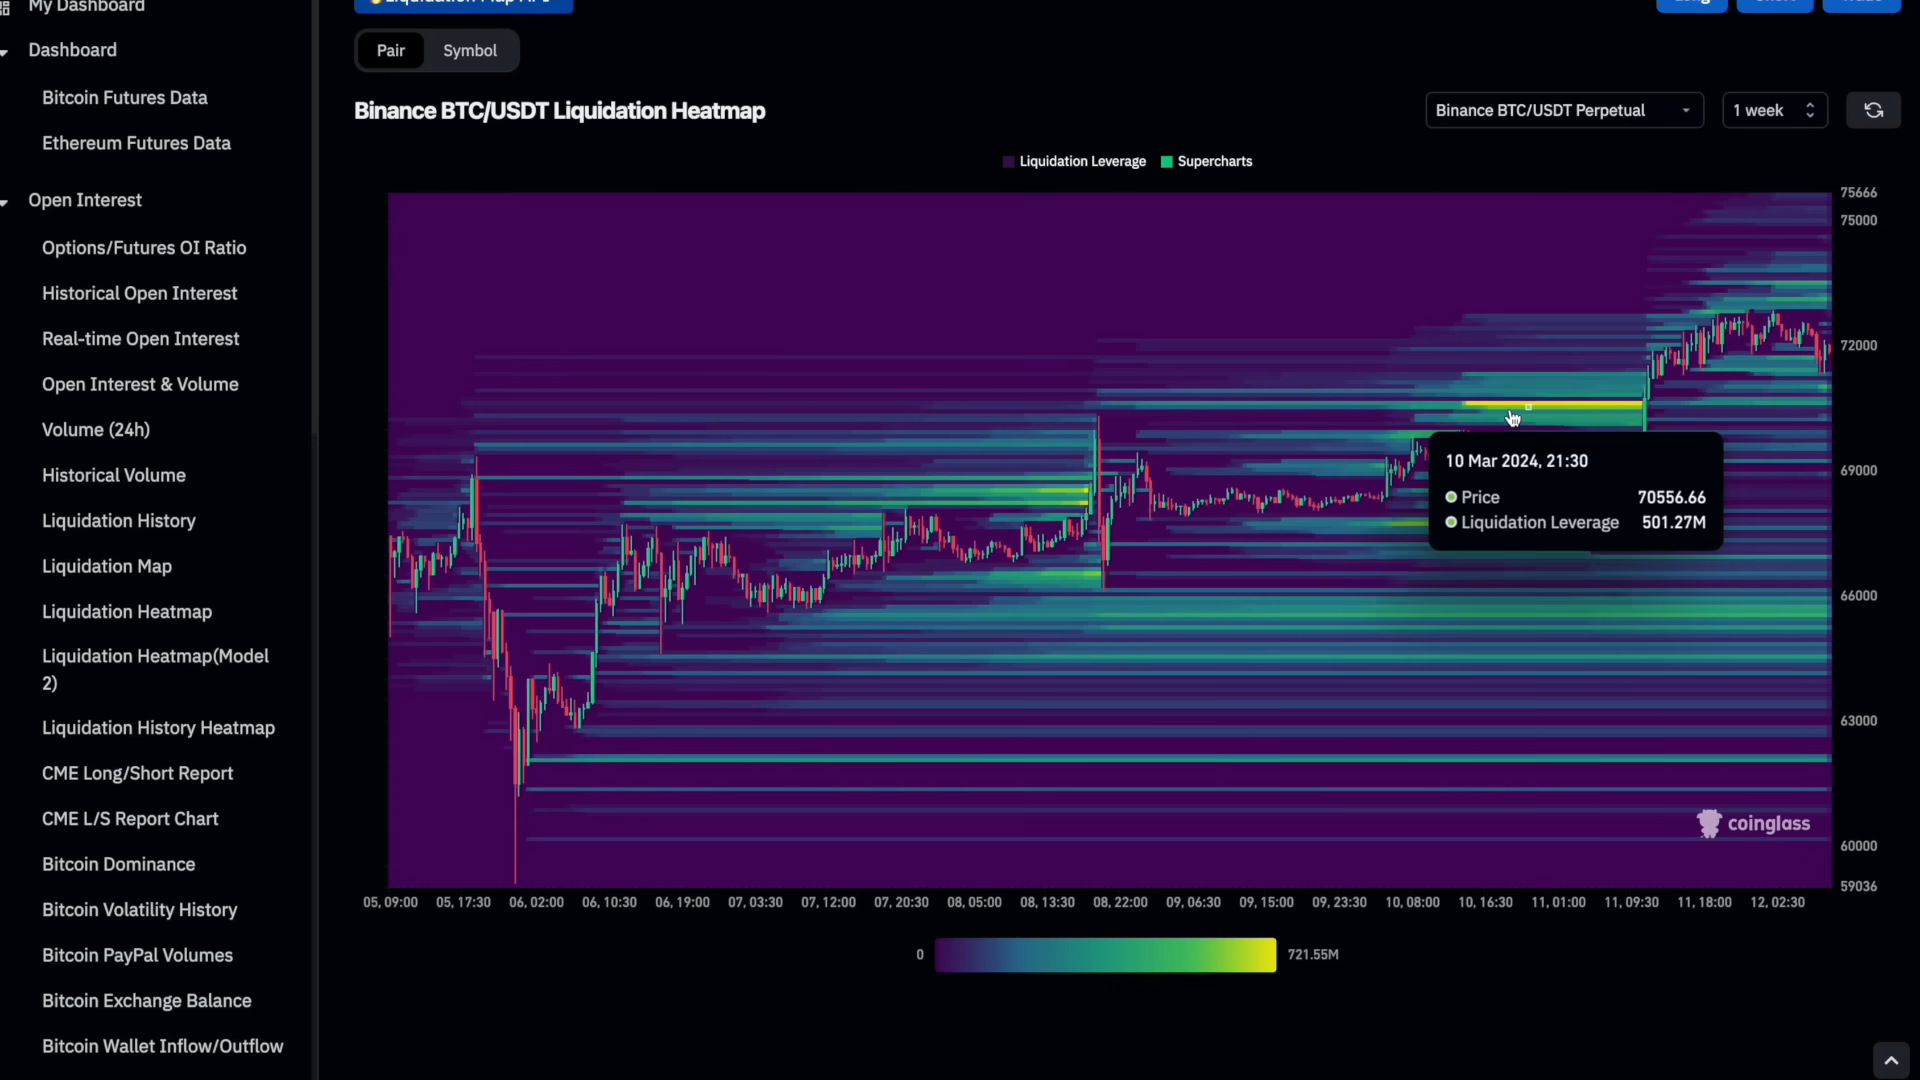 My Dashboard
Dashboard
Bitcoin Futures Data
Ethereum Futures Data
Open Interest
Options/Futures OI Ratio
Historical Open Interest
Real-time Open Interest
Open Interest & Volume
Volume (24h)
Historical Volume
Liquidation History
Liquidation Map
Liquidation Heatmap
Liquidation Heatmap(Model
2)
Liquidation History Heatmap
CME Long/Short Report
CME L/S Report Chart
Bitcoin Dominance
Bitcoin Volatility History
Bitcoin PayPal Volumes
Bitcoin Exchange Balance
Bitcoin Wallet Inflow/Outflow
Pair Symbol
Binance BTC/USDT Liquidation Heatmap
Binance BTC/USDT Perpetual
1 week
Liquidation Leverage Supercharts
75666
75000
72000
69000
66000
63000
60000
59036
10 Mar 2024, 21:30
Price 70556.66
Liquidation Leverage 501.27M
coinglass
05, 09:00 05, 17:30 06, 02:00 06, 10:30 06, 19:00 07, 03:30 07, 12:00 07, 20:30 08, 05:00 08, 13:30 08, 22:00 09, 06:30 09, 15:00 09, 23:30 10, 08:00 10, 16:30 11, 01:00 11, 09:30 11, 18:00 12, 02:30
0 721.55M